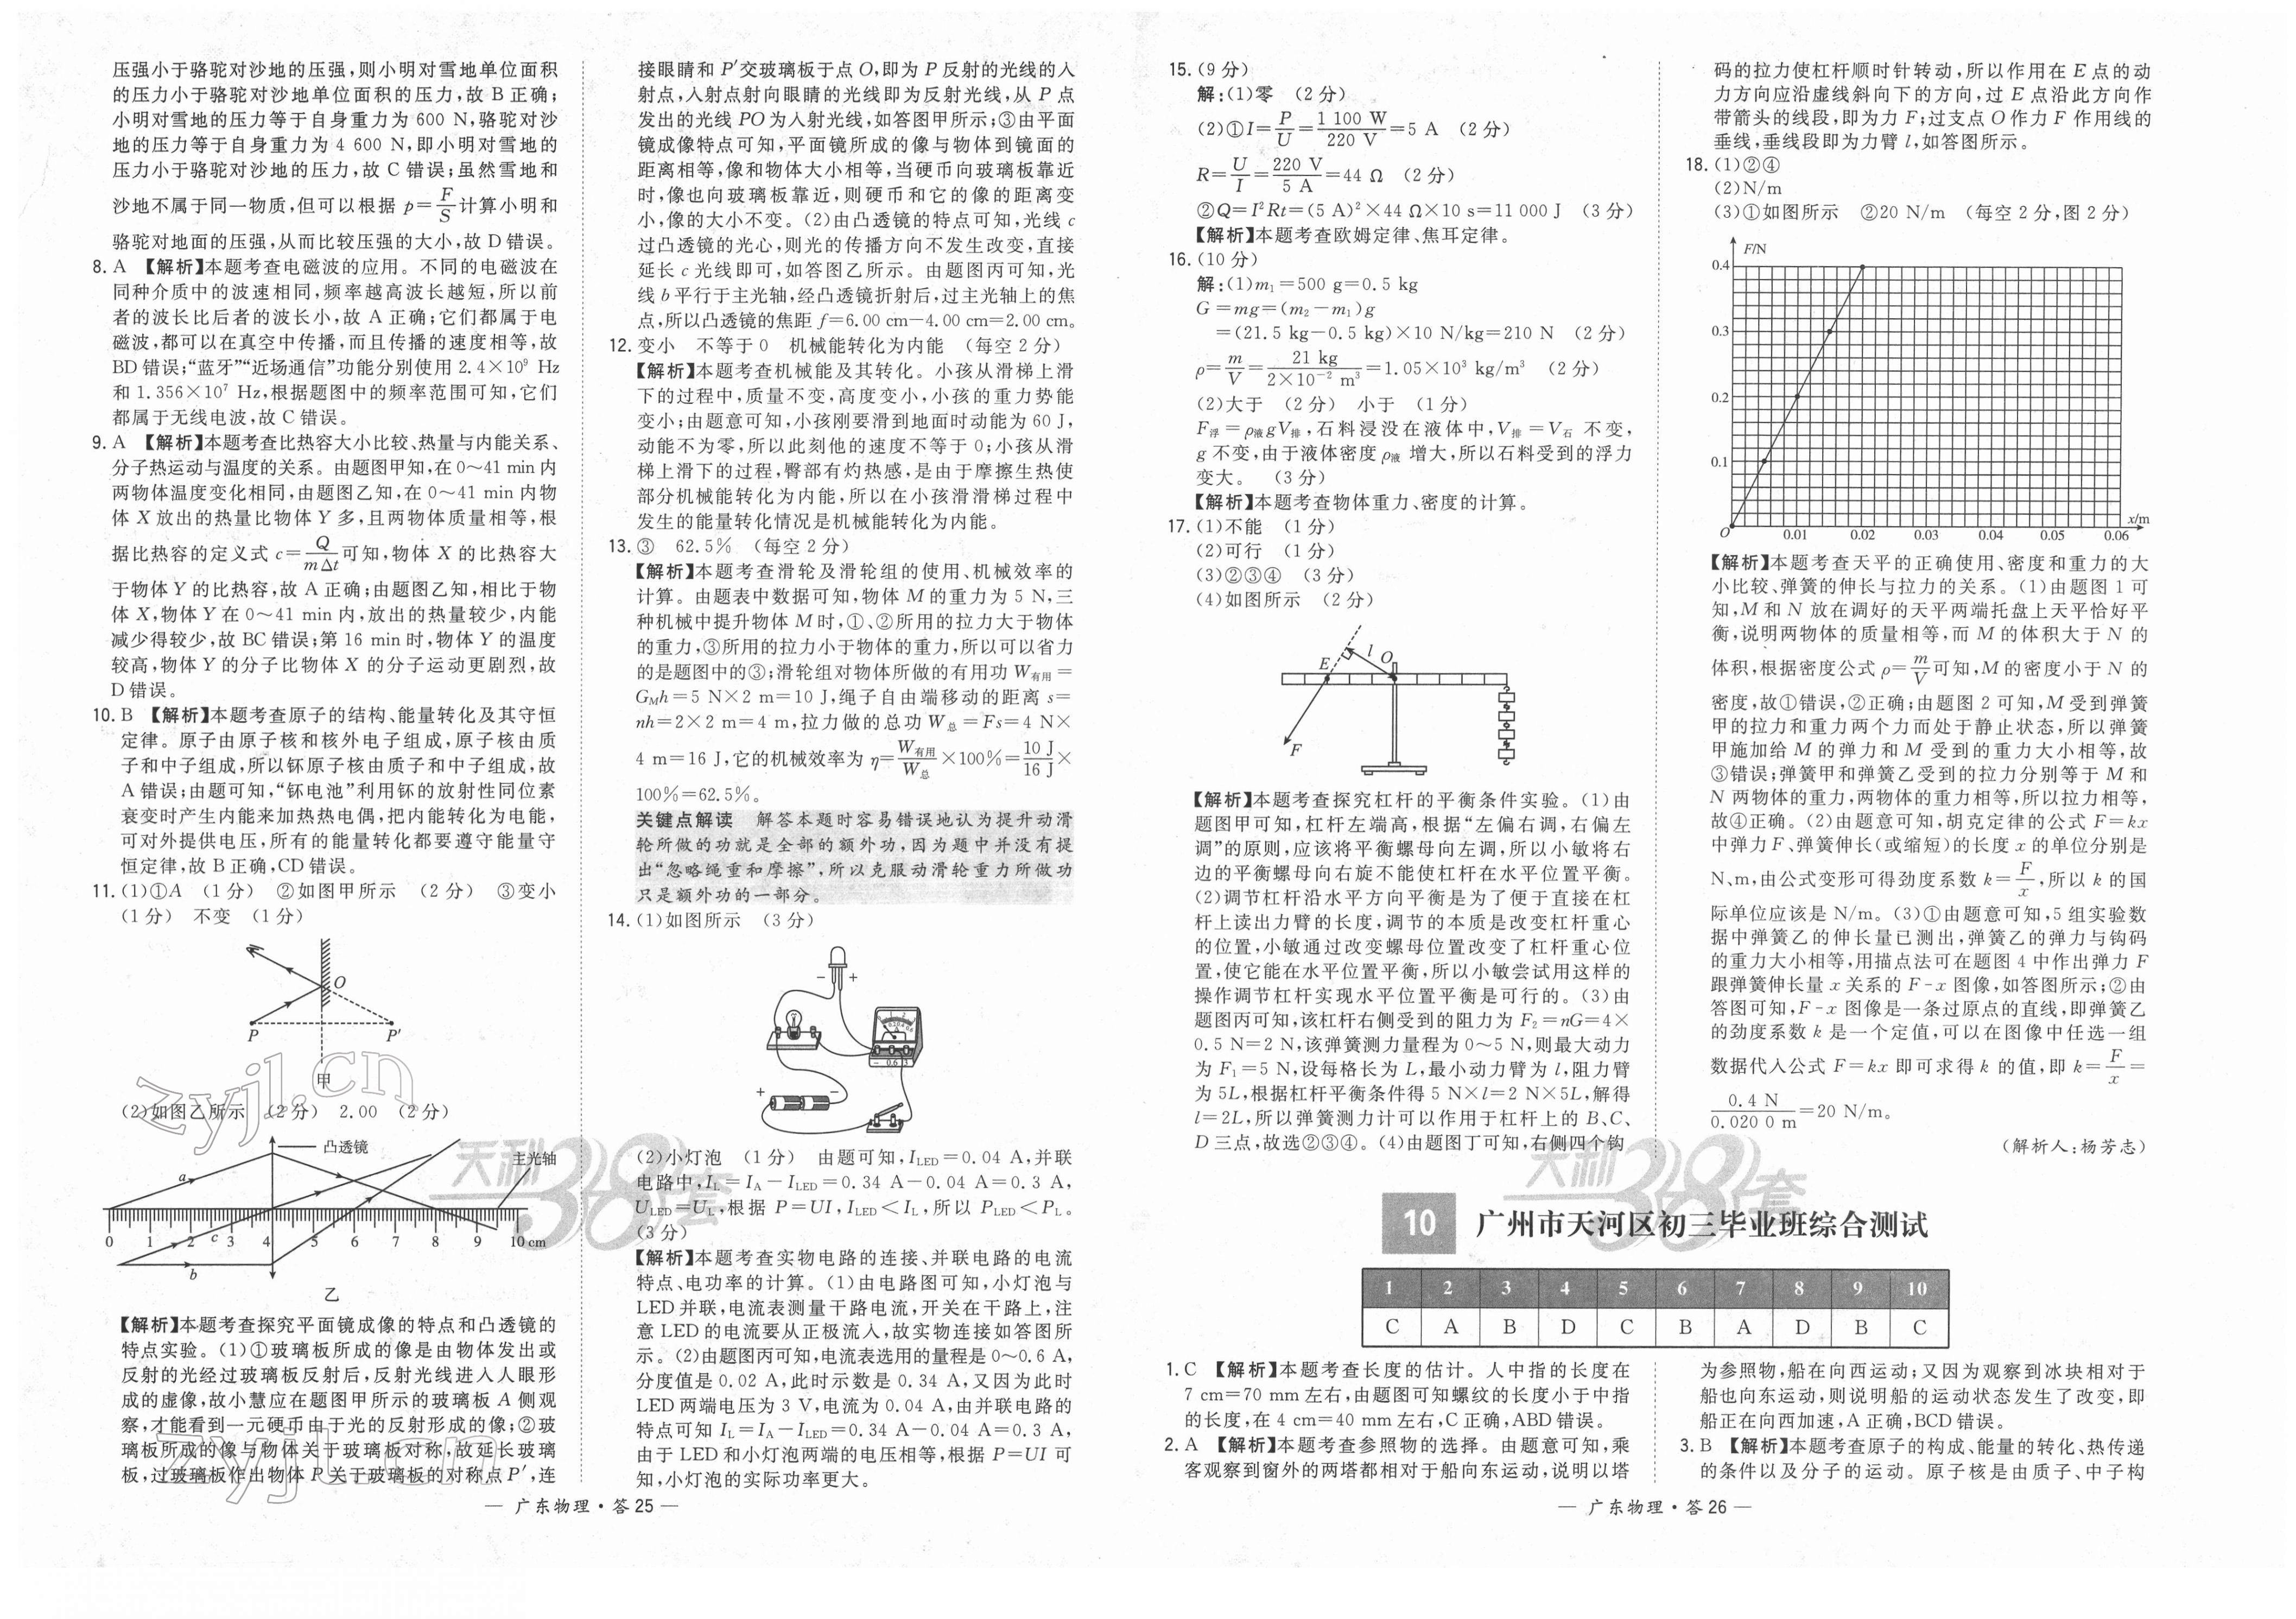 压强小于骆驼对沙地的压强,则小明对雪地单位面积
的压力小于骆驼对沙地单位面积的压力,故 B 正确;
小明对雪地的压力等于自身重力为 600 N,骆驼对沙
地的压力等于自身重力为 4 600 N,即小明对雪地的
压力小于骆驼对沙地的压力,故 C 错误;虽然雪地和
沙地不属于同一物质,但可以根据 p=F/S计算小明和
骆驼对地面的压强,从而比较压强的大小,故 D 错误。
8. A 【解析】本题考查电磁波的应用。不同的电磁波在
同种介质中的波速相同,频率越高波长越短,所以前
者的波长比后者的波长小,故 A 正确;它们都属于电
磁波,都可以在真空中传播,而且传播的速度相等,故
BD 错误;“蓝牙”“近场通信”功能分别使用 2.4×10⁹ Hz
和 1.356×10⁷ Hz,根据题图中的频率范围可知,它们
都属于无线电波,故 C 错误。
9. A 【解析】本题考查比热容大小比较、热量与内能关系、
分子热运动与温度的关系。由题图甲知,在 0～41 min 内
两物体温度变化相同,由题图乙知,在 0～41 min 内物
体 X 放出的热量比物体 Y 多,且两物体质量相等,根
据比热容的定义式 c=Q/mΔt可知,物体 X 的比热容大
于物体 Y 的比热容,故 A 正确;由题图乙知,相比于物
体 X,物体 Y 在 0～41 min 内,放出的热量较少,内能
减少得较少,故 BC 错误;第 16 min 时,物体 Y 的温度
较高,物体 Y 的分子比物体 X 的分子运动更剧烈,故
D 错误。
10. B 【解析】本题考查原子的结构、能量转化及其守恒
定律。原子由原子核和核外电子组成,原子核由质
子和中子组成,所以钚原子核由质子和中子组成,故
A 错误;由题可知,“钚电池”利用钚的放射性同位素
衰变时产生内能来加热热电偶,把内能转化为电能,
可对外提供电压,所有的能量转化都要遵守能量守
恒定律,故 B 正确,CD 错误。
11. (1)①A (1 分) ②如图甲所示 (2 分) ③变小
(1 分) 不变 (1 分)
O
P P′
甲
(2)如图乙所示 (2 分) 2.00 (2 分)
凸透镜
主光轴
a
c
0 1 2 3 4 5 6 7 8 9 10 cm
b
乙
【解析】本题考查探究平面镜成像的特点和凸透镜的
特点实验。(1)①玻璃板所成的像是由物体发出或
反射的光经过玻璃板反射后,反射光线进入人眼形
成的虚像,故小慧应在题图甲所示的玻璃板 A 侧观
察,才能看到一元硬币由于光的反射形成的像;②玻
璃板所成的像与物体关于玻璃板对称,故延长玻璃
板,过玻璃板作出物体 P 关于玻璃板的对称点 P′,连
接眼睛和 P′交玻璃板于点 O,即为 P 反射的光线的入
射点,入射点射向眼睛的光线即为反射光线,从 P 点
发出的光线 PO 为入射光线,如答图甲所示;③由平面
镜成像特点可知,平面镜所成的像与物体到镜面的
距离相等,像和物体大小相等,当硬币向玻璃板靠近
时,像也向玻璃板靠近,则硬币和它的像的距离变
小,像的大小不变。(2)由凸透镜的特点可知,光线 c
过凸透镜的光心,则光的传播方向不发生改变,直接
延长 c 光线即可,如答图乙所示。由题图丙可知,光
线 b 平行于主光轴,经凸透镜折射后,过主光轴上的焦
点,所以凸透镜的焦距 f=6.00 cm−4.00 cm=2.00 cm。
12. 变小 不等于 0 机械能转化为内能 (每空 2 分)
【解析】本题考查机械能及其转化。小孩从滑梯上滑
下的过程中,质量不变,高度变小,小孩的重力势能
变小;由题意可知,小孩刚要滑到地面时动能为 60 J,
动能不为零,所以此刻他的速度不等于 0;小孩从滑
梯上滑下的过程,臀部有灼热感,是由于摩擦生热使
部分机械能转化为内能,所以在小孩滑滑梯过程中
发生的能量转化情况是机械能转化为内能。
13. ③ 62.5% (每空 2 分)
【解析】本题考查滑轮及滑轮组的使用、机械效率的
计算。由题表中数据可知,物体 M 的重力为 5 N,三
种机械中提升物体 M 时,①、②所用的拉力大于物体
的重力,③所用的拉力小于物体的重力,所以可以省力
的是题图中的③;滑轮组对物体所做的有用功 W有用=
GMh=5 N×2 m=10 J,绳子自由端移动的距离 s=
nh=2×2 m=4 m,拉力做的总功 W总=Fs=4 N×
4 m=16 J,它的机械效率为 η=W有用/W总×100%=10 J/16 J×
100%=62.5%。
关键点解读 解答本题时容易错误地认为提升动滑
轮所做的功就是全部的额外功,因为题中并没有提
出“忽略绳重和摩擦”,所以克服动滑轮重力所做功
只是额外功的一部分。
14. (1)如图所示 (3 分)
− +
− 0.6 3
+ −
(2)小灯泡 (1 分) 由题可知,ILED=0.04 A,并联
电路中,IL=IA−ILED=0.34 A−0.04 A=0.3 A,
ULED=UL,根据 P=UI,ILED<IL,所以 PLED<PL。
(3 分)
【解析】本题考查实物电路的连接、并联电路的电流
特点、电功率的计算。(1)由电路图可知,小灯泡与
LED 并联,电流表测量干路电流,开关在干路上,注
意 LED 的电流要从正极流入,故实物连接如答图所
示。(2)由题图丙可知,电流表选用的量程是 0～0.6 A,
分度值是 0.02 A,此时示数是 0.34 A,又因为此时
LED 两端电压为 3 V,电流为 0.04 A,由并联电路的
特点可知 IL=IA−ILED=0.34 A−0.04 A=0.3 A,
由于 LED 和小灯泡两端的电压相等,根据 P=UI 可
知,小灯泡的实际功率更大。
— 广东物理・答 25 —
15. (9 分)
解:(1)零 (2 分)
(2)①I=P/U=1 100 W/220 V=5 A (2 分)
R=U/I=220 V/5 A=44 Ω (2 分)
②Q=I²Rt=(5 A)²×44 Ω×10 s=11 000 J (3 分)
【解析】本题考查欧姆定律、焦耳定律。
16. (10 分)
解:(1)m₁=500 g=0.5 kg
G=mg=(m₂−m₁)g
=(21.5 kg−0.5 kg)×10 N/kg=210 N (2 分)
ρ=m/V=21 kg/2×10⁻² m³=1.05×10³ kg/m³ (2 分)
(2)大于 (2 分) 小于 (1 分)
F浮=ρ液gV排,石料浸没在液体中,V排=V石 不变,
g 不变,由于液体密度 ρ液 增大,所以石料受到的浮力
变大。 (3 分)
【解析】本题考查物体重力、密度的计算。
17. (1)不能 (1 分)
(2)可行 (1 分)
(3)②③④ (3 分)
(4)如图所示 (2 分)
E l O
F
【解析】本题考查探究杠杆的平衡条件实验。(1)由
题图甲可知,杠杆左端高,根据“左偏右调,右偏左
调”的原则,应该将平衡螺母向左调,所以小敏将右
边的平衡螺母向右旋不能使杠杆在水平位置平衡。
(2)调节杠杆沿水平方向平衡是为了便于直接在杠
杆上读出力臂的长度,调节的本质是改变杠杆重心
的位置,小敏通过改变螺母位置改变了杠杆重心位
置,使它能在水平位置平衡,所以小敏尝试用这样的
操作调节杠杆实现水平位置平衡是可行的。(3)由
题图丙可知,该杠杆右侧受到的阻力为 F₂=nG=4×
0.5 N=2 N,该弹簧测力量程为 0～5 N,则最大动力
为 F₁=5 N,设每格长为 L,最小动力臂为 l,阻力臂
为 5L,根据杠杆平衡条件得 5 N×l=2 N×5L,解得
l=2L,所以弹簧测力计可以作用于杠杆上的 B、C、
D 三点,故选②③④。(4)由题图丁可知,右侧四个钩
码的拉力使杠杆顺时针转动,所以作用在 E 点的动
力方向应沿虚线斜向下的方向,过 E 点沿此方向作
带箭头的线段,即为力 F;过支点 O 作力 F 作用线的
垂线,垂线段即为力臂 l,如答图所示。
18. (1)②④
(2)N/m
(3)①如图所示 ②20 N/m (每空 2 分,图 2 分)
F/N
0.4
0.3
0.2
0.1
O 0.01 0.02 0.03 0.04 0.05 0.06 x/m
【解析】本题考查天平的正确使用、密度和重力的大
小比较、弹簧的伸长与拉力的关系。(1)由题图 1 可
知,M 和 N 放在调好的天平两端托盘上天平恰好平
衡,说明两物体的质量相等,而 M 的体积大于 N 的
体积,根据密度公式 ρ=m/V可知,M 的密度小于 N 的
密度,故①错误,②正确;由题图 2 可知,M 受到弹簧
甲的拉力和重力两个力而处于静止状态,所以弹簧
甲施加给 M 的弹力和 M 受到的重力大小相等,故
③错误;弹簧甲和弹簧乙受到的拉力分别等于 M 和
N 两物体的重力,两物体的重力相等,所以拉力相等,
故④正确。(2)由题意可知,胡克定律的公式 F=kx
中弹力 F、弹簧伸长(或缩短)的长度 x 的单位分别是
N、m,由公式变形可得劲度系数 k=F/x,所以 k 的国
际单位应该是 N/m。(3)①由题意可知,5 组实验数
据中弹簧乙的伸长量已测出,弹簧乙的弹力与钩码
的重力大小相等,用描点法可在题图 4 中作出弹力 F
跟弹簧伸长量 x 关系的 F-x 图像,如答图所示;②由
答图可知,F-x 图像是一条过原点的直线,即弹簧乙
的劲度系数 k 是一个定值,可以在图像中任选一组
数据代入公式 F=kx 即可求得 k 的值,即 k=F/x=
0.4 N/0.020 0 m=20 N/m。
(解析人:杨芳志)
10 广州市天河区初三毕业班综合测试
1 2 3 4 5 6 7 8 9 10
C A B D C B A D B C
1. C 【解析】本题考查长度的估计。人中指的长度在
7 cm=70 mm 左右,由题图可知螺纹的长度小于中指
的长度,在 4 cm=40 mm 左右,C 正确,ABD 错误。
2. A 【解析】本题考查参照物的选择。由题意可知,乘
客观察到窗外的两塔都相对于船向东运动,说明以塔
为参照物,船在向西运动;又因为观察到冰块相对于
船也向东运动,则说明船的运动状态发生了改变,即
船正在向西加速,A 正确,BCD 错误。
3. B 【解析】本题考查原子的构成、能量的转化、热传递
的条件以及分子的运动。原子核是由质子、中子构
— 广东物理・答 26 —
zyjl.cn
zyjl.cn
天利38套
天利38套